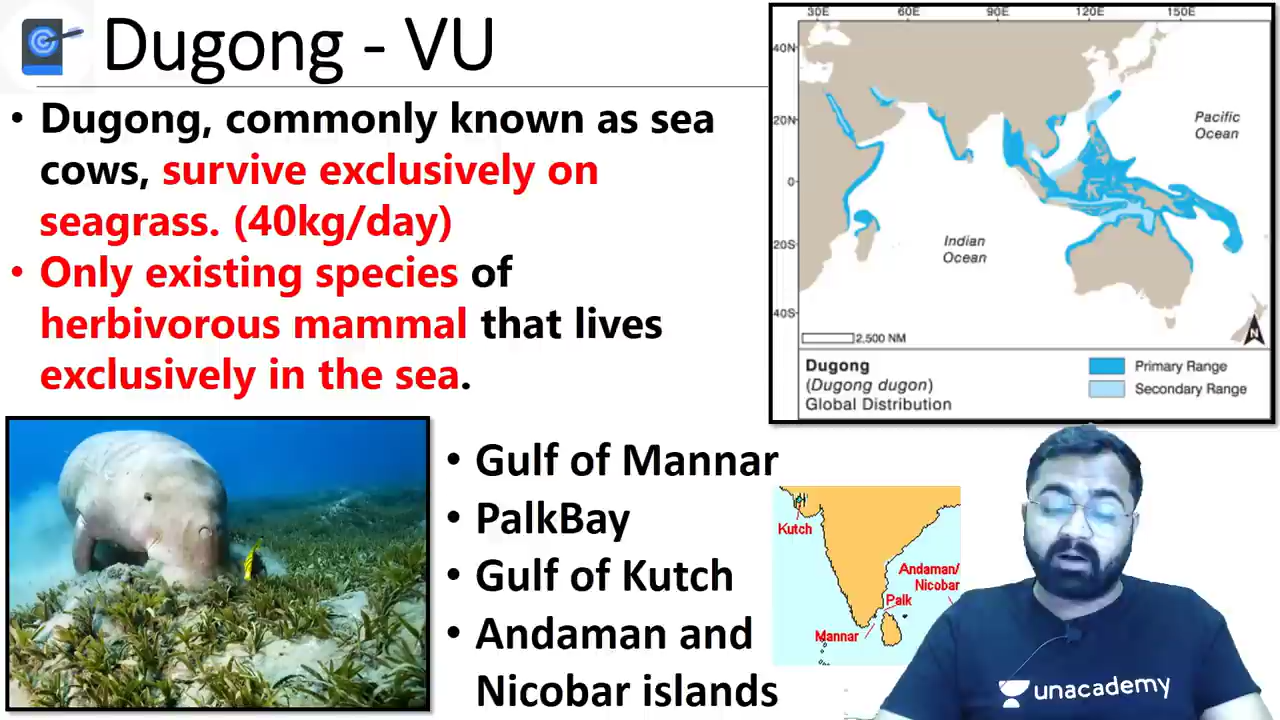 Dugong - VU
• Dugong, commonly known as sea
cows, survive exclusively on
seagrass. (40kg/day)
• Only existing species of
herbivorous mammal that lives
exclusively in the sea.
30E 60E 90E 120E 150E
40N
20N
0
20S
40S
Pacific
Ocean
Indian
Ocean
2,500 NM
N
Dugong
(Dugong dugon)
Global Distribution
Primary Range
Secondary Range
• Gulf of Mannar
• PalkBay
• Gulf of Kutch
• Andaman and
Nicobar islands
Kutch
Andaman/
Nicobar
Palk
Mannar
unacademy